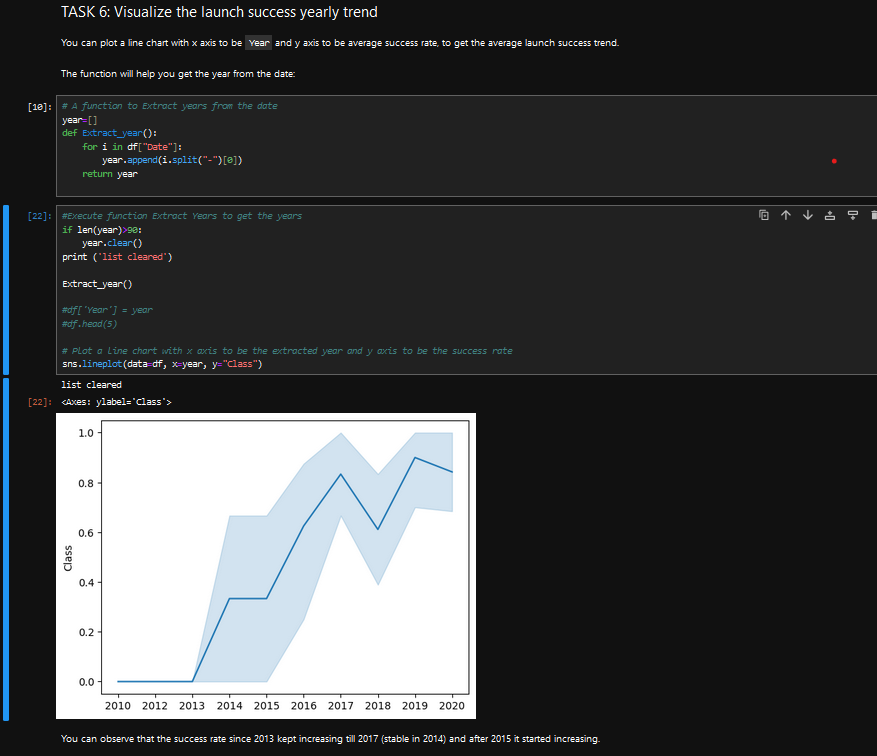 TASK 6: Visualize the launch success yearly trend
You can plot a line chart with x axis to be Year and y axis to be average success rate, to get the average launch success trend.
The function will help you get the year from the date:
[10]:
# A function to Extract years from the date
year=[]
def Extract_year():
    for i in df["Date"]:
        year.append(i.split("-")[0])
    return year
[22]:
#Execute function Extract Years to get the years
if len(year)>90:
    year.clear()
print ('list cleared')
Extract_year()
#df['Year'] = year
#df.head(5)
# Plot a line chart with x axis to be the extracted year and y axis to be the success rate
sns.lineplot(data=df, x=year, y="Class")
list cleared
[22]: <Axes: ylabel='Class'>
1.0
0.8
0.6
0.4
0.2
0.0
Class
2010 2012 2013 2014 2015 2016 2017 2018 2019 2020
You can observe that the success rate since 2013 kept increasing till 2017 (stable in 2014) and after 2015 it started increasing.